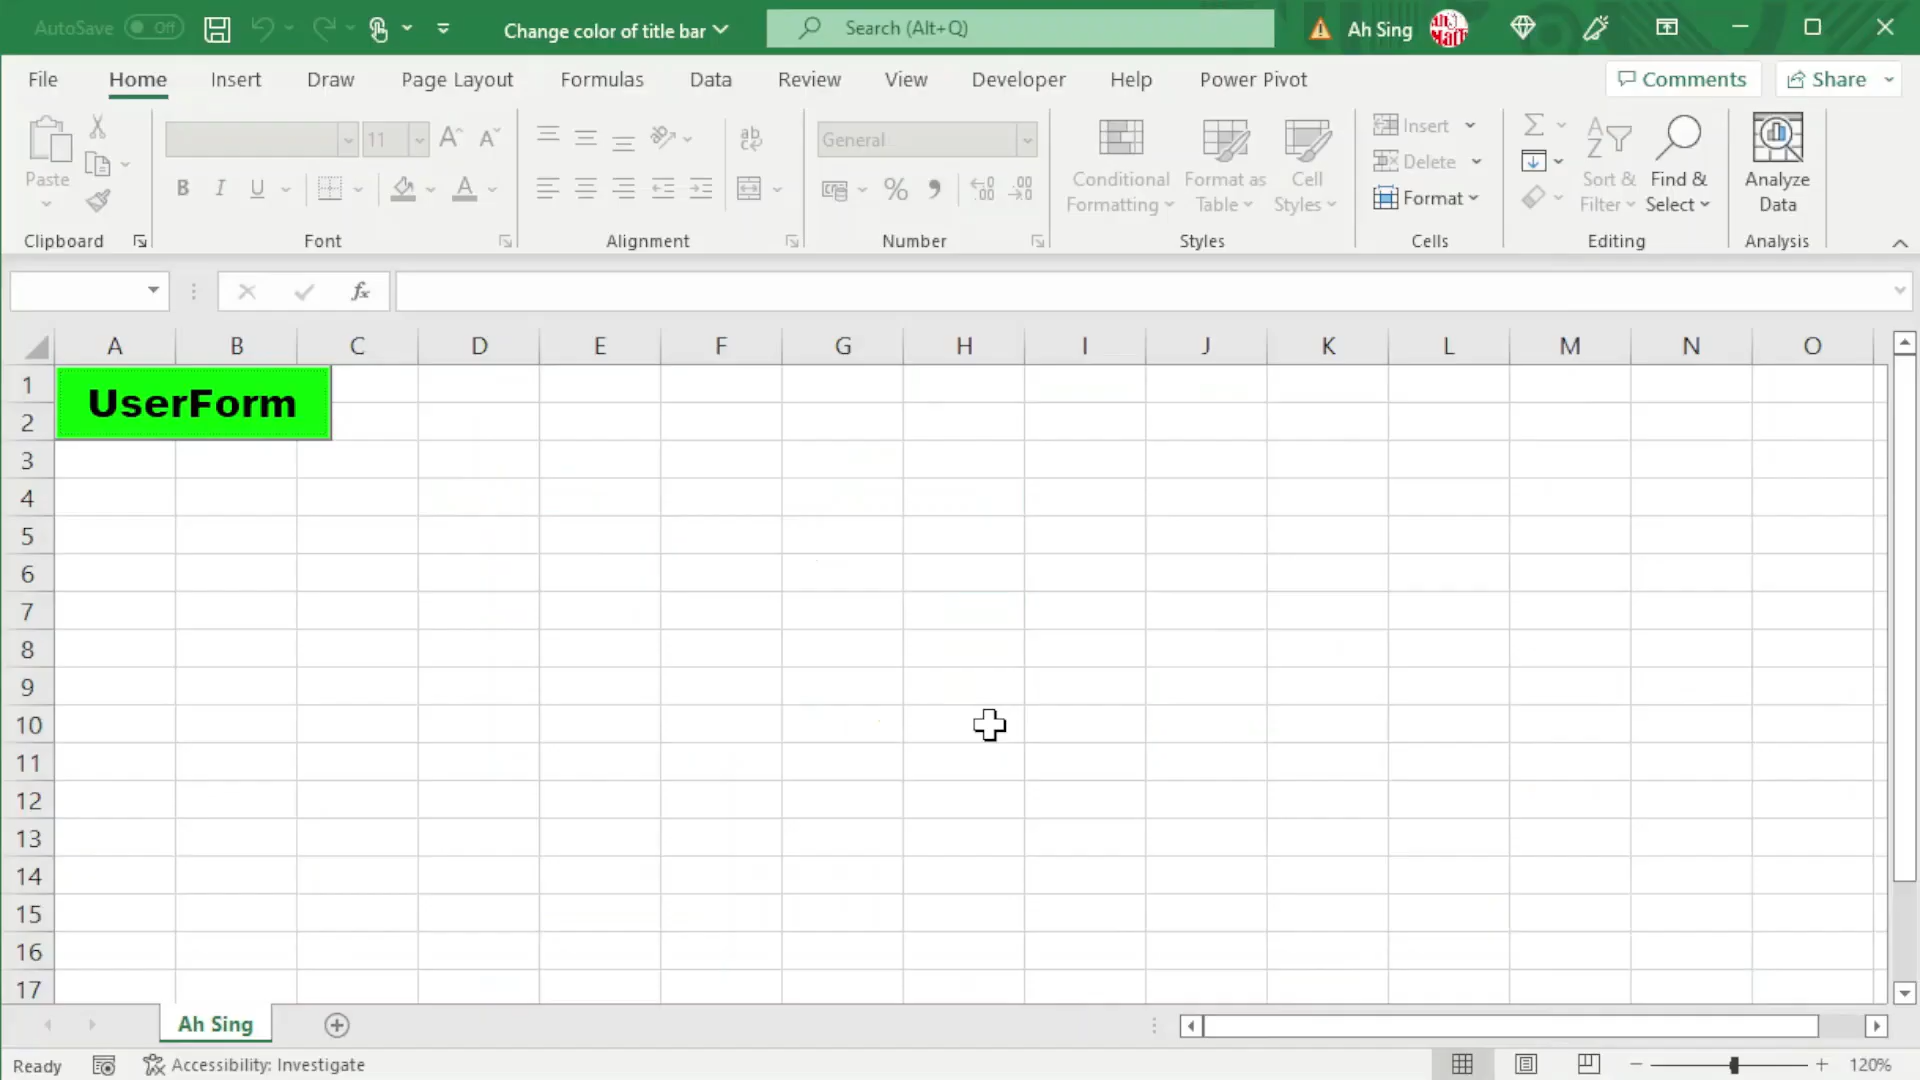 AutoSave Off Change color of title bar Search (Alt+Q) Ah Sing
File Home Insert Draw Page Layout Formulas Data Review View Developer Help Power Pivot Comments Share
Paste
Clipboard
11
B I U
Font
ab
Alignment
General
%
Number
Conditional
Formatting
Format as
Table
Cell
Styles
Styles
Insert
Delete
Format
Cells
Sort &
Filter
Find &
Select
Editing
Analyze
Data
Analysis
fx
A B C D E F G H I J K L M N O
1
UserForm
2
3
4
5
6
7
8
9
10
11
12
13
14
15
16
17
Ah Sing
Ready Accessibility: Investigate 120%